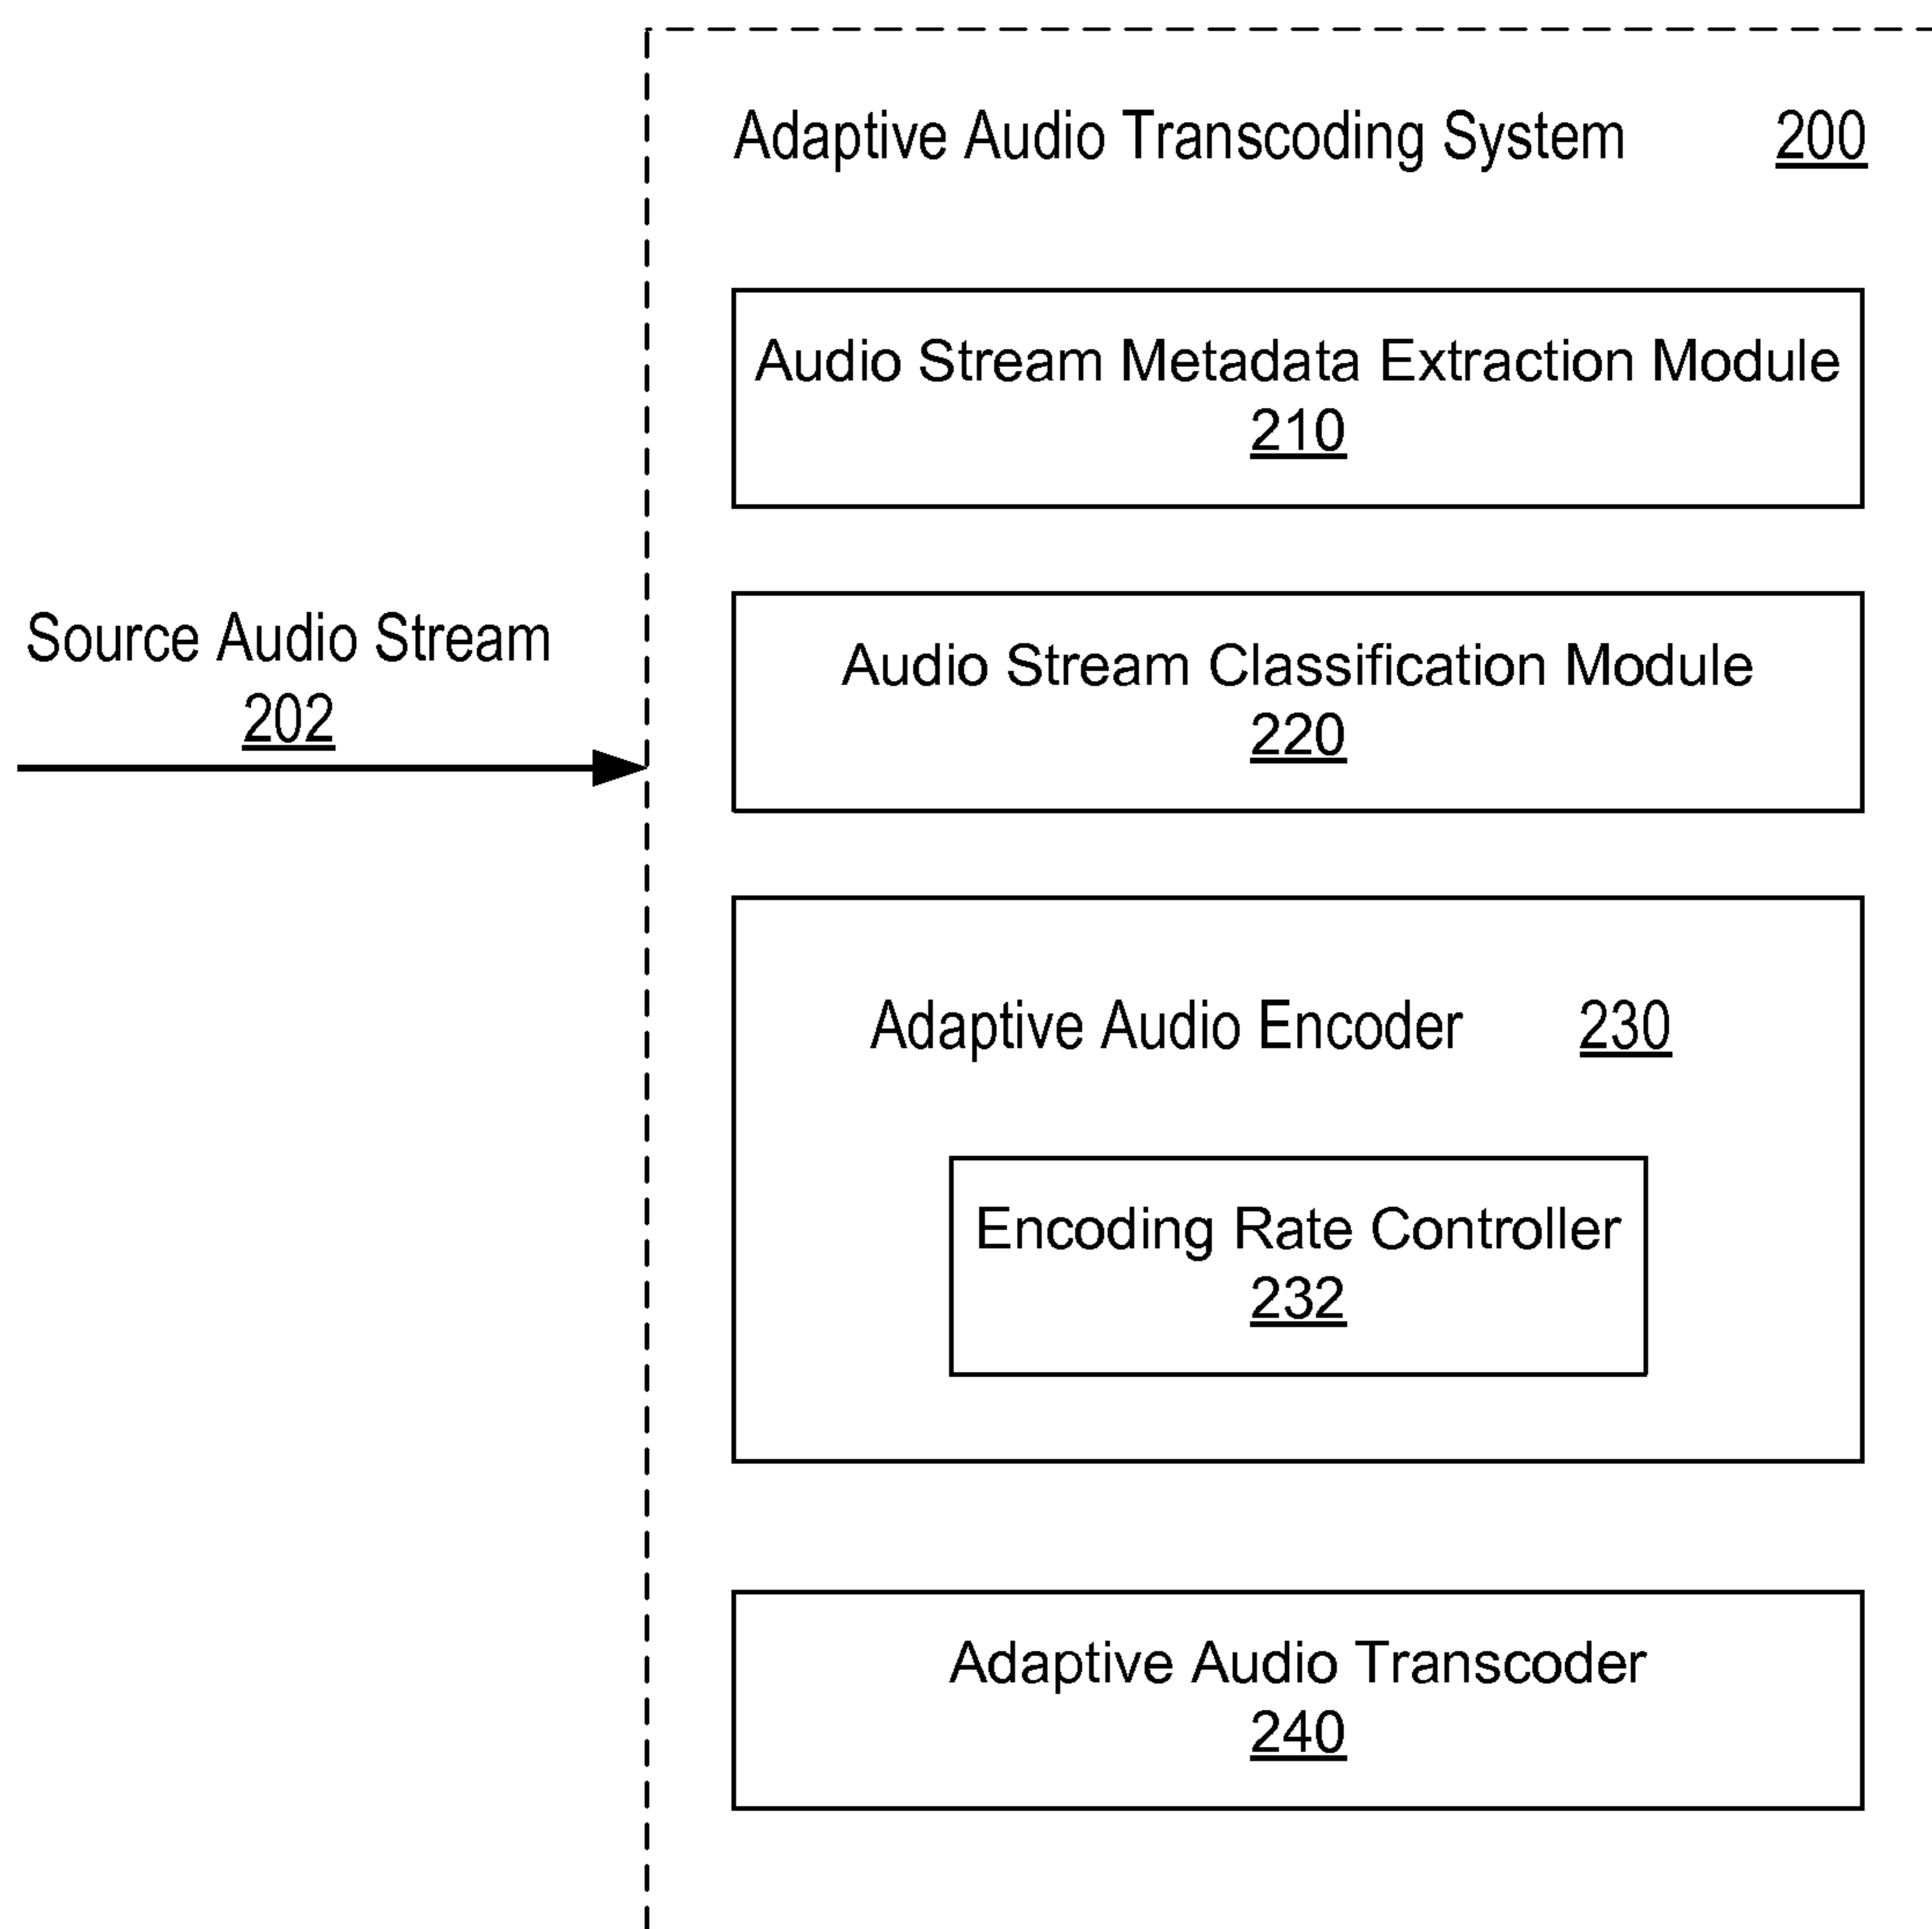 Adaptive Audio Transcoding System 200
Audio Stream Metadata Extraction Module
210
Source Audio Stream
202
Audio Stream Classification Module
220
Adaptive Audio Encoder 230
Encoding Rate Controller
232
Adaptive Audio Transcoder
240